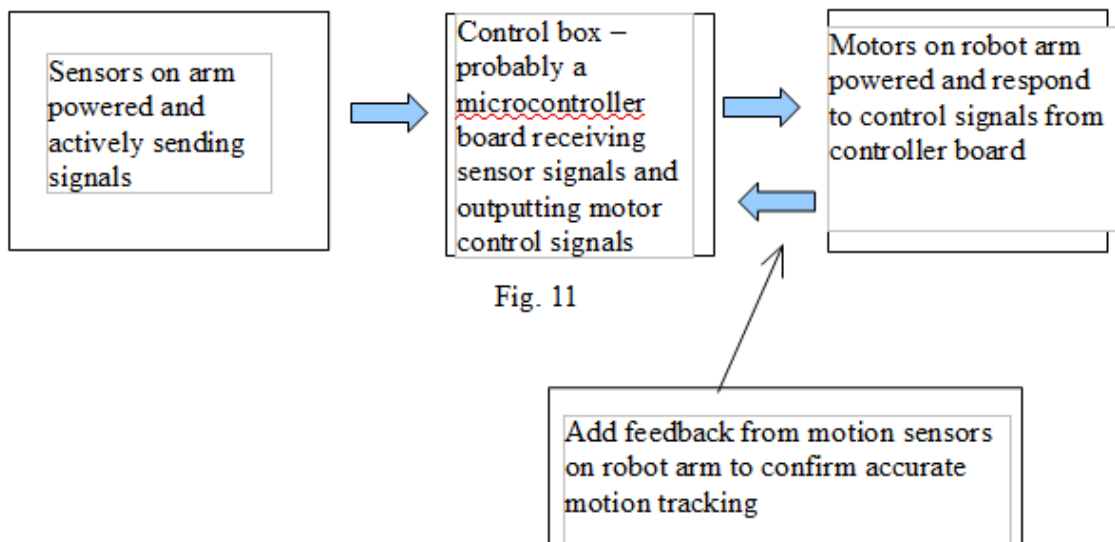 Sensors on arm
powered and
actively sending
signals
Control box –
probably a
microcontroller
board receiving
sensor signals and
outputting motor
control signals
Motors on robot arm
powered and respond
to control signals from
controller board
Fig. 11
Add feedback from motion sensors
on robot arm to confirm accurate
motion tracking